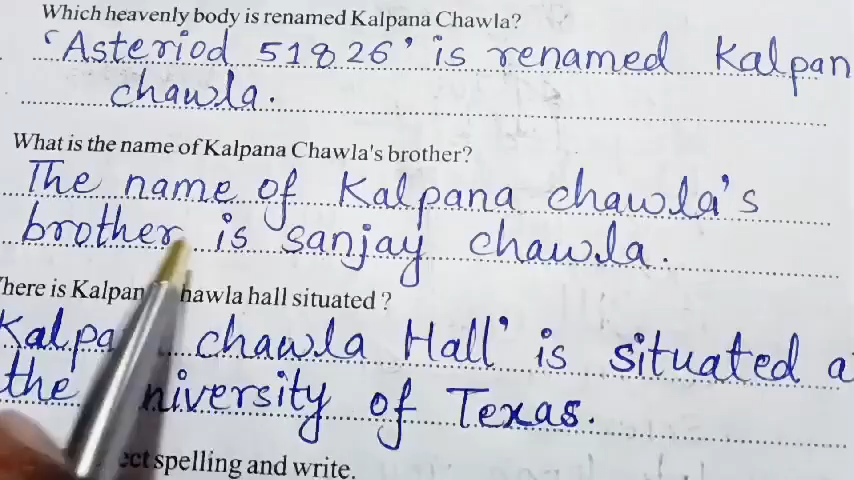 Which heavenly body is renamed Kalpana Chawla?
'Asteriod 51826' is renamed Kalpan
chawla.
What is the name of Kalpana Chawla's brother?
The name of Kalpana chawla's
brother is sanjay chawla.
here is Kalpan hawla hall situated ?
Kalpa chawla Hall' is situated a
the niversity of Texas.
ect spelling and write.